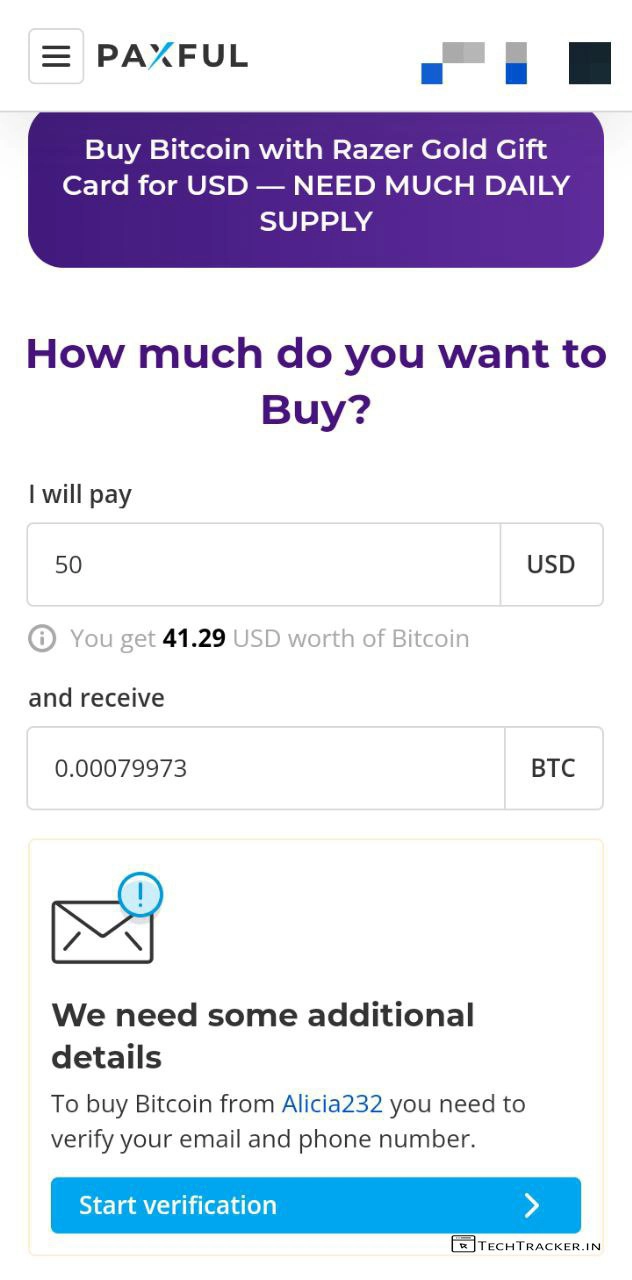 PAXFUL
Buy Bitcoin with Razer Gold Gift
Card for USD — NEED MUCH DAILY
SUPPLY
How much do you want to
Buy?
I will pay
50
USD
You get 41.29 USD worth of Bitcoin
and receive
0.00079973
BTC
We need some additional
details
To buy Bitcoin from Alicia232 you need to
verify your email and phone number.
Start verification
TECHTRACKER.IN